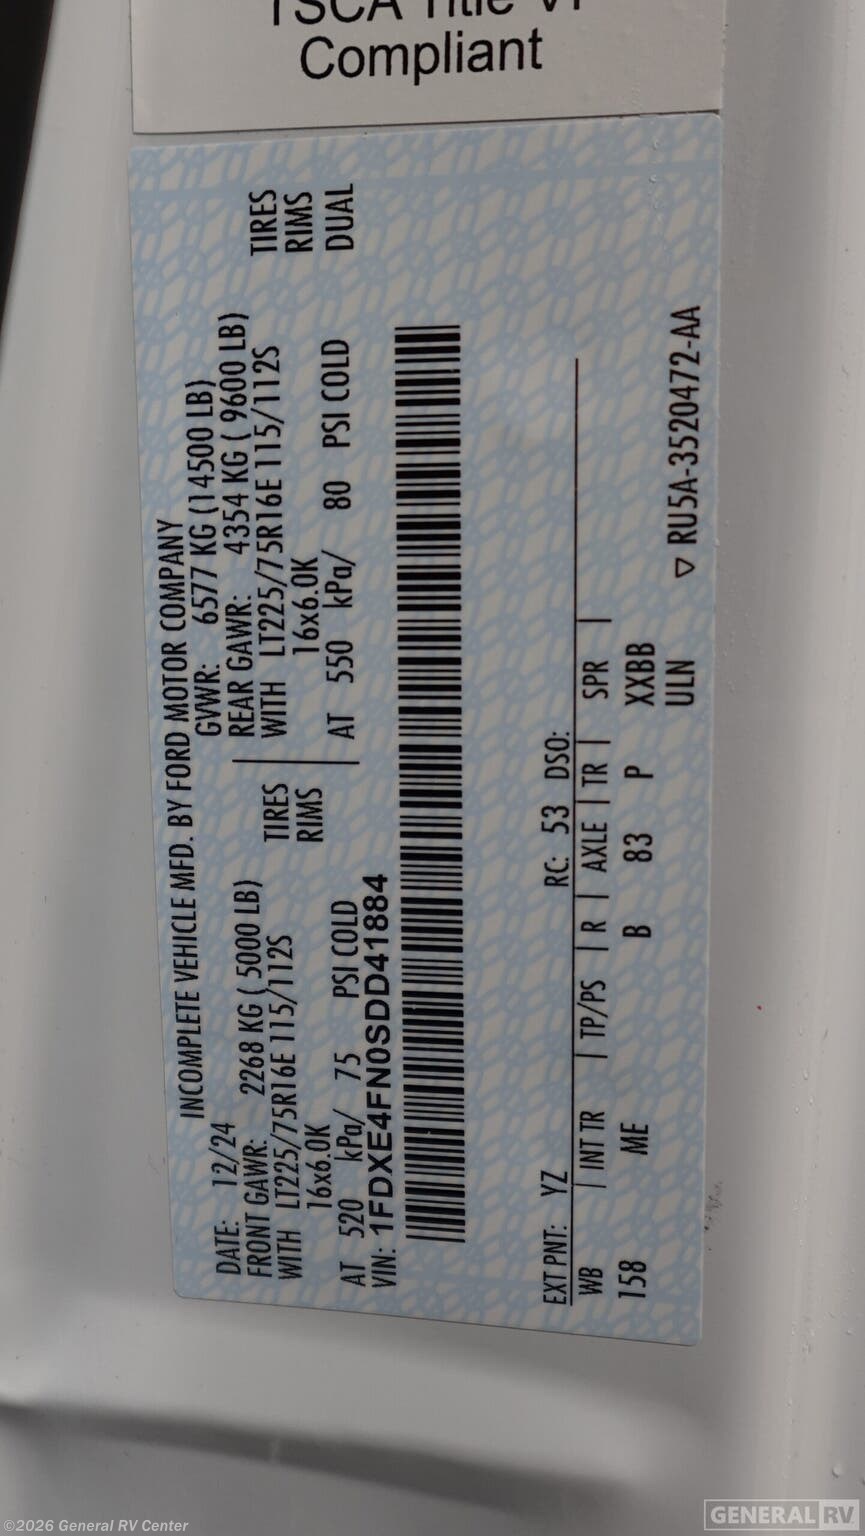 TSCA Title VI
Compliant
INCOMPLETE VEHICLE MFD. BY FORD MOTOR COMPANY
DATE: 12/24 GVWR: 6577 KG (14500 LB)
FRONT GAWR: 2268 KG ( 5000 LB) REAR GAWR: 4354 KG ( 9600 LB)
WITH LT225/75R16E 115/112S TIRES WITH LT225/75R16E 115/112S TIRES
16x6.0K RIMS 16x6.0K RIMS
AT 520 kPa/ 75 PSI COLD AT 550 kPa/ 80 PSI COLD DUAL
VIN: 1FDXE4FN0SDD41884
EXT PNT: YZ RC: 53 DSO:
WB | INT TR | TP/PS | R | AXLE | TR | SPR |
158 ME B 83 P XXBB
ULN
▽ RU5A-3520472-AA
©2026 General RV Center
GENERAL RV